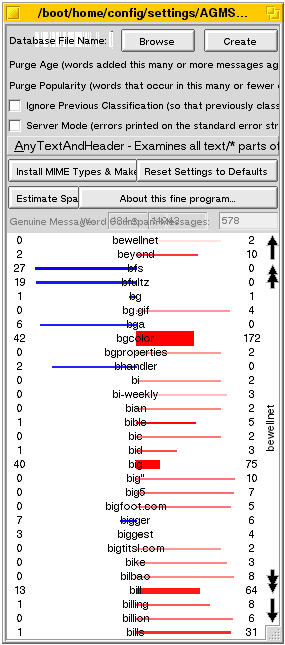 /boot/home/config/settings/AGMS...
Database File Name: Browse Create
Purge Age (words added this many or more messages ag
Purge Popularity (words that occur in this many or fewer
Ignore Previous Classification (so that previously class
Server Mode (errors printed on the standard error str
AnyTextAndHeader - Examines all text/* parts of
Install MIME Types & Make Reset Settings to Defaults
Estimate Spa About this fine program...
Genuine Messages: 578
0 bewellnet 2
2 beyond 10
27 bfs 0
19 bfultz 0
1 bg 1
0 bg.gif 4
6 bga 0
42 bgcolor 172
0 bgproperties 2
2 bhandler 0
0 bi 2
0 bi-weekly 3
0 bian 2
1 bible 5
0 bic 2
1 bid 3
40 big 75
0 big" 10
0 big5 7
0 bigfoot.com 5
7 bigger 6
3 biggest 4
0 bigtitsl.com 2
0 bike 3
0 bilbao 8
13 bill 64
1 billing 8
0 billion 6
1 bills 31
bewellnet